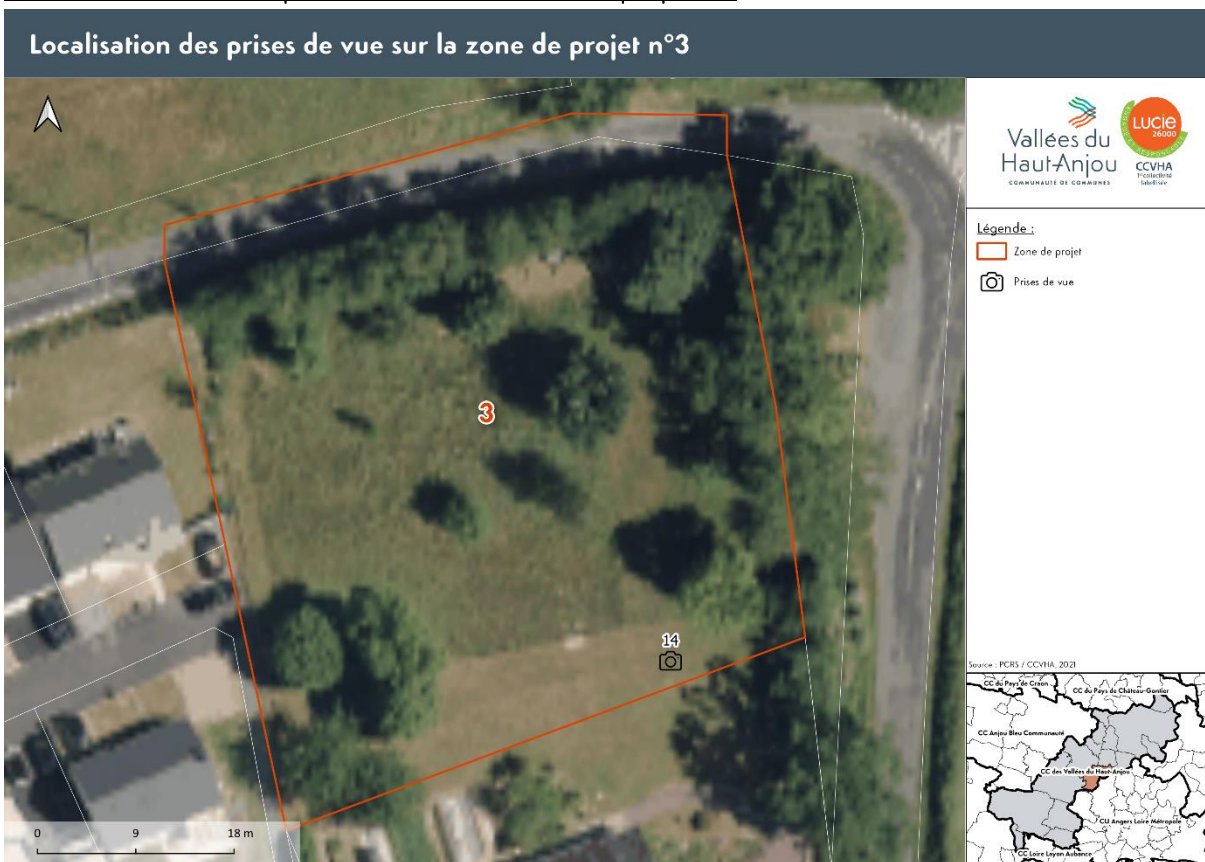 Localisation des prises de vue sur la zone de projet n°3
Vallées du
Haut-Anjou
COMMUNAUTÉ DE COMMUNES
LUCIE
26000
CCVHA
1ère collectivité
labellisée
Légende :
Zone de projet
Prises de vue
3
14
Source : PCRS / CCVHA, 2021
CC du Pays de Craon
CC du Pays de Château-Gontier
CC Anjou Bleu Communauté
CC des Vallées du Haut-Anjou
CU Angers Loire Métropole
CC Loire Layon Aubance
0 9 18 m